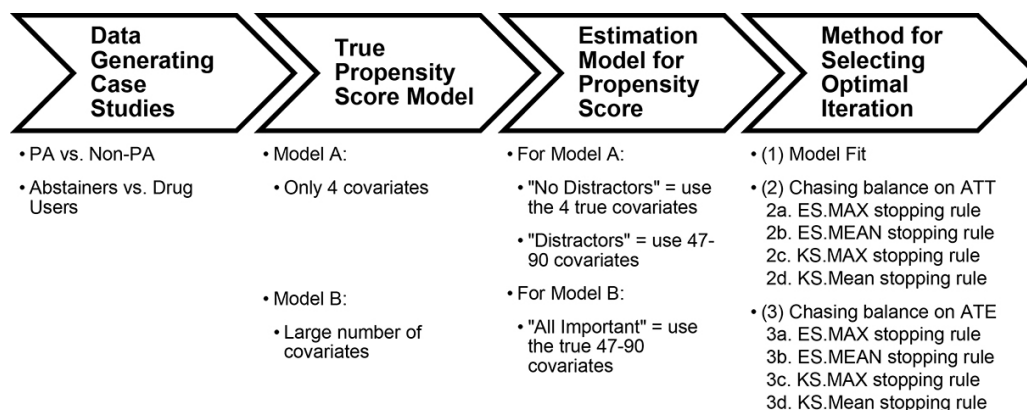 Data
Generating
Case
Studies
True
Propensity
Score Model
Estimation
Model for
Propensity
Score
Method for
Selecting
Optimal
Iteration
• PA vs. Non-PA
• Abstainers vs. Drug
Users
• Model A:
• Only 4 covariates
• Model B:
• Large number of
covariates
• For Model A:
• "No Distractors" = use
the 4 true covariates
• "Distractors" = use 47-
90 covariates
• For Model B:
• "All Important" = use
the true 47-90
covariates
• (1) Model Fit
• (2) Chasing balance on ATT
2a. ES.MAX stopping rule
2b. ES.MEAN stopping rule
2c. KS.MAX stopping rule
2d. KS.Mean stopping rule
• (3) Chasing balance on ATE
3a. ES.MAX stopping rule
3b. ES.MEAN stopping rule
3c. KS.MAX stopping rule
3d. KS.Mean stopping rule